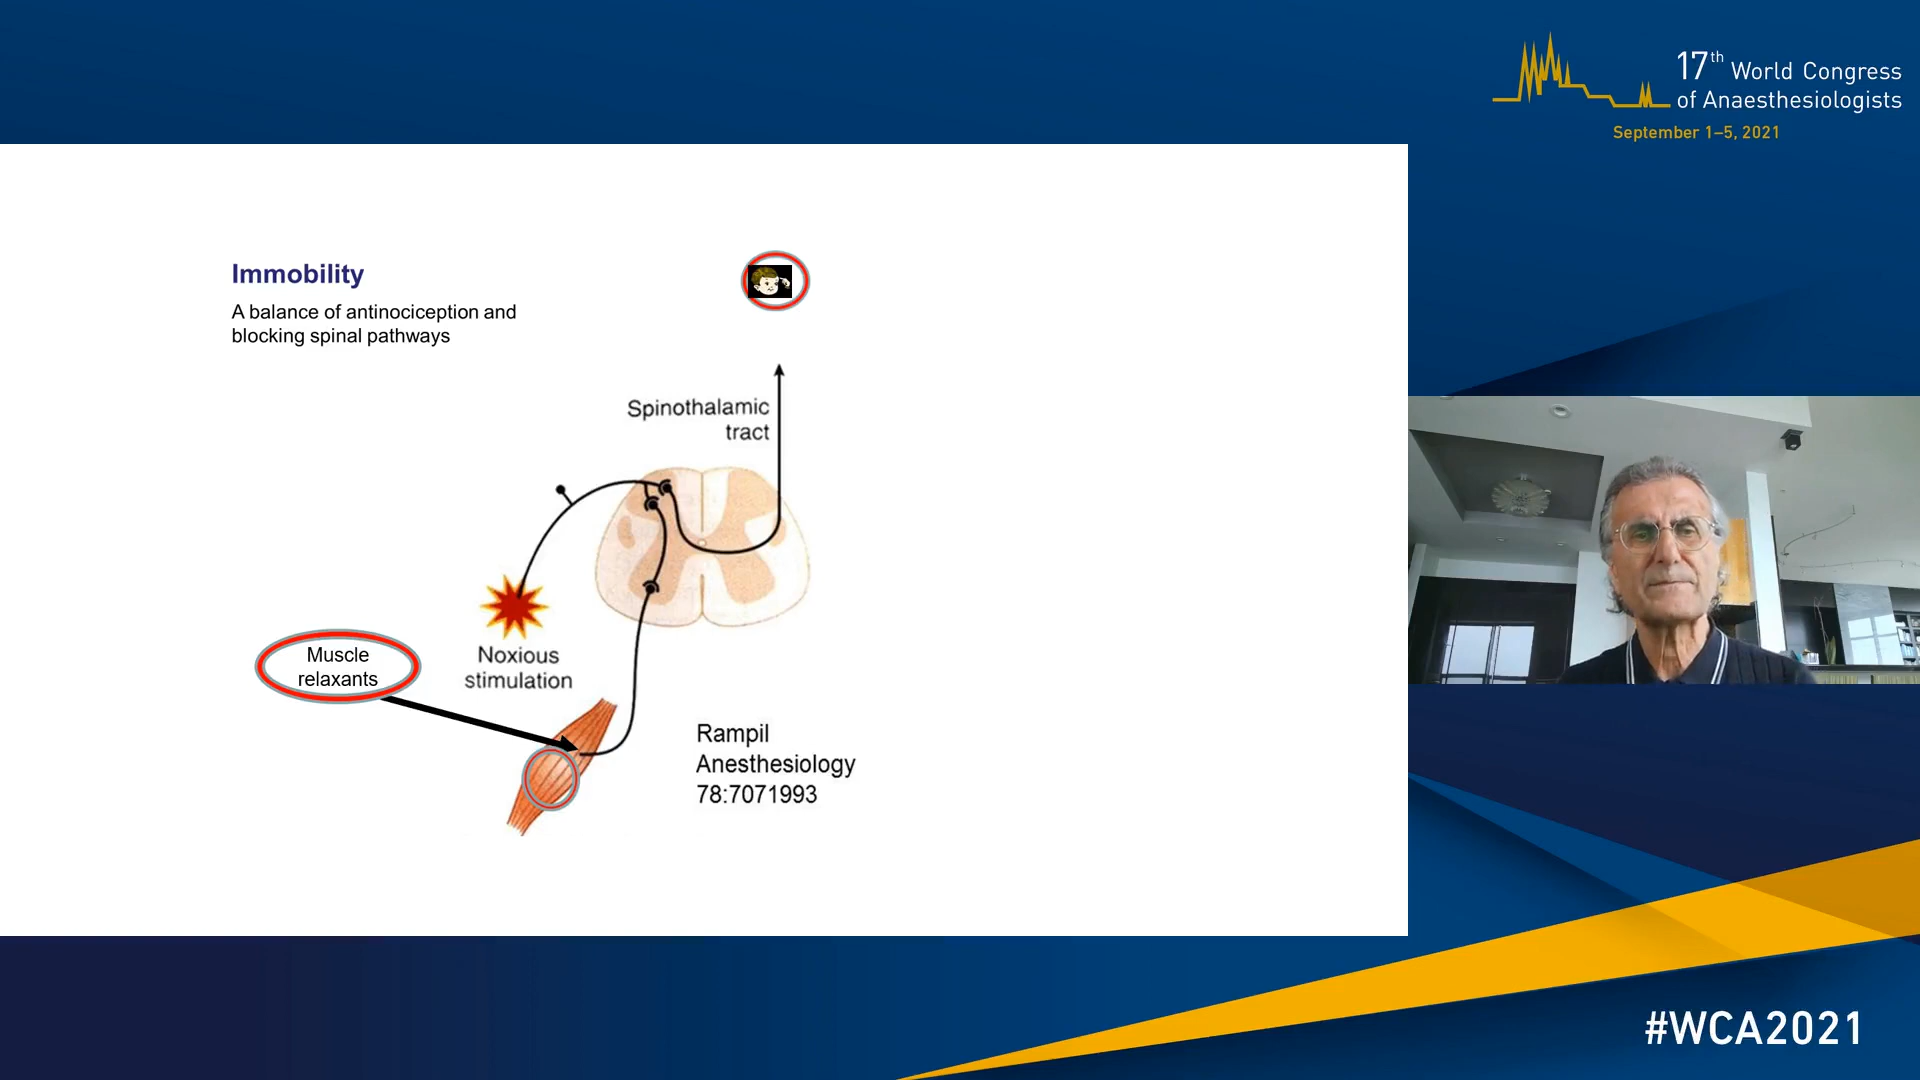 17th World Congress
of Anaesthesiologists
September 1–5, 2021
Immobility
A balance of antinociception and
blocking spinal pathways
Spinothalamic
tract
Muscle
relaxants
Noxious
stimulation
Rampil
Anesthesiology
78:7071993
#WCA2021